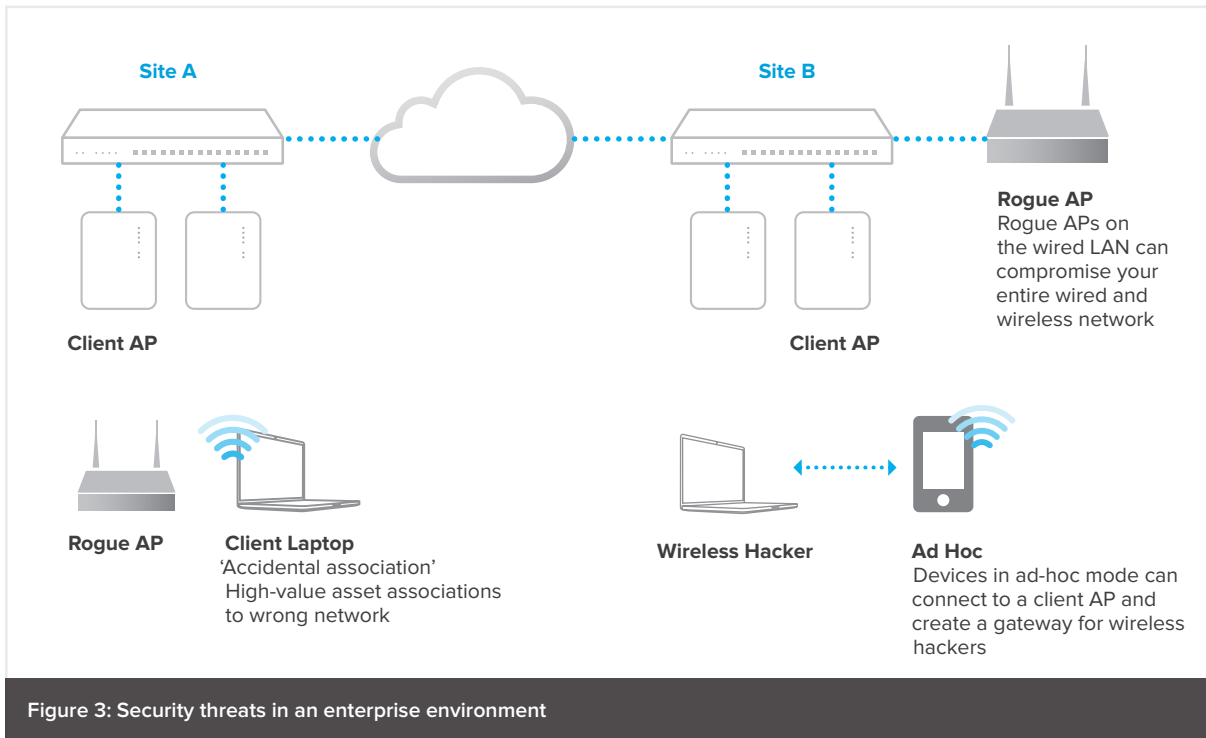 Site A
Site B
Rogue AP
Rogue APs on
the wired LAN can
compromise your
entire wired and
wireless network
Client AP
Client AP
Rogue AP
Client Laptop
'Accidental association'
High-value asset associations
to wrong network
Wireless Hacker
Ad Hoc
Devices in ad-hoc mode can
connect to a client AP and
create a gateway for wireless
hackers
Figure 3: Security threats in an enterprise environment